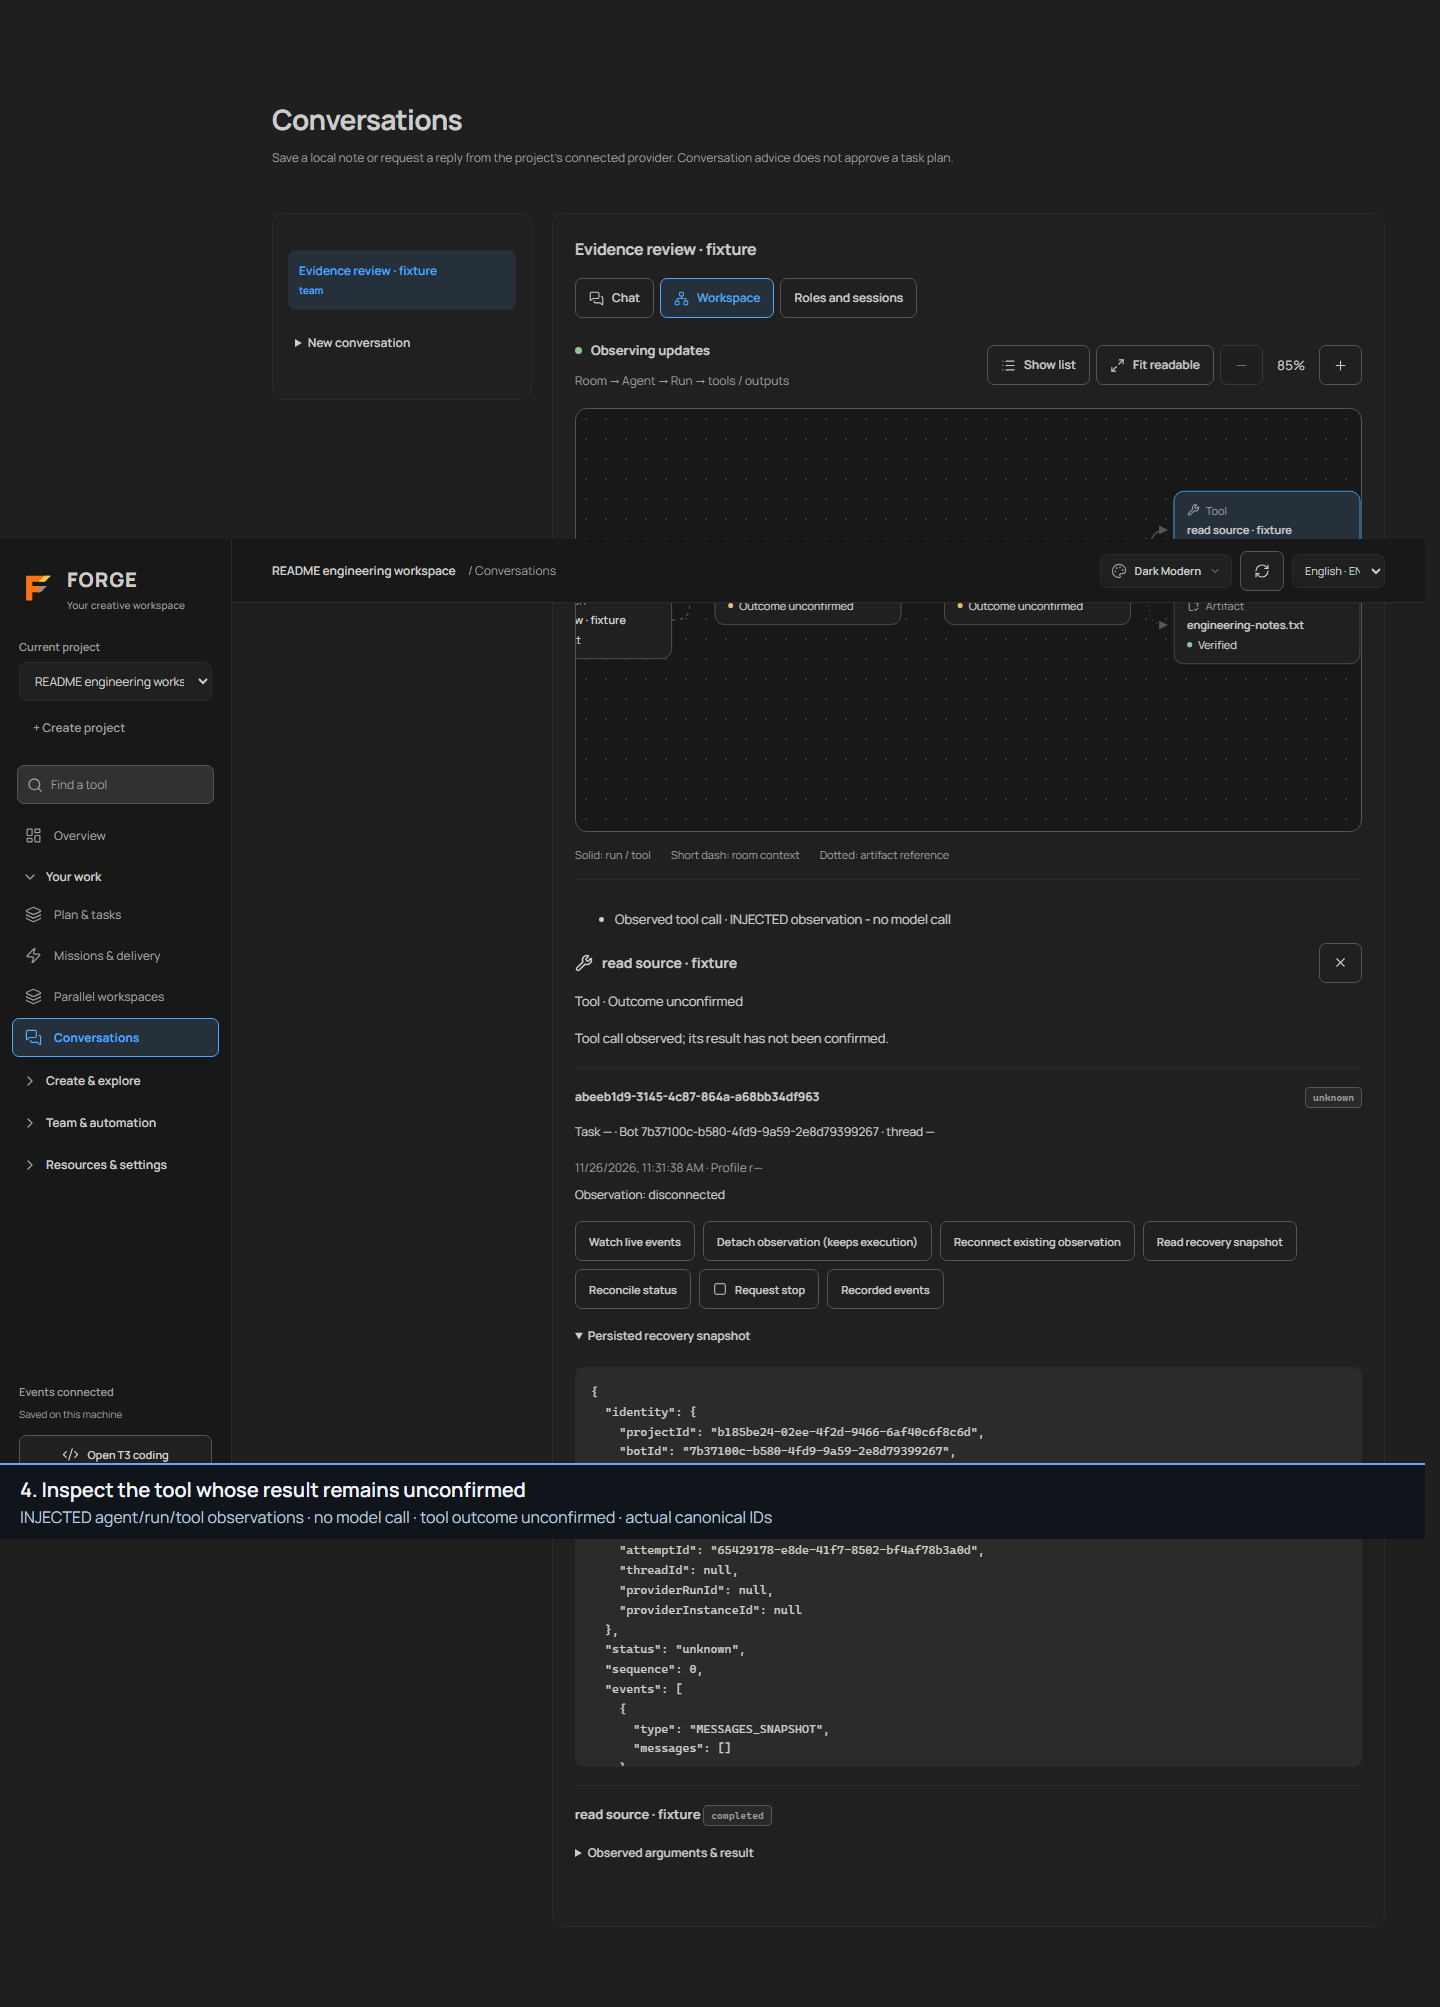 Conversations
Save a local note or request a reply from the project's connected provider. Conversation advice does not approve a task plan.
Evidence review · fixture
team
New conversation
Evidence review · fixture
Chat
Workspace
Roles and sessions
Observing updates
Room → Agent → Run → tools / outputs
Show list
Fit readable
85%
Tool
read source · fixture
FORGE
Your creative workspace
README engineering workspace / Conversations
Dark Modern
English · EN
w · fixture
Outcome unconfirmed
Outcome unconfirmed
Artifact
engineering-notes.txt
Verified
Current project
README engineering works
+ Create project
Find a tool
Overview
Your work
Plan & tasks
Missions & delivery
Parallel workspaces
Conversations
Create & explore
Team & automation
Resources & settings
Events connected
Saved on this machine
Open T3 coding
Solid: run / tool
Short dash: room context
Dotted: artifact reference
Observed tool call · INJECTED observation - no model call
read source · fixture
Tool · Outcome unconfirmed
Tool call observed; its result has not been confirmed.
abeeb1d9-3145-4c87-864a-a68bb34df963
unknown
Task — · Bot 7b37100c-b580-4fd9-9a59-2e8d79399267 · thread —
11/26/2026, 11:31:38 AM · Profile r—
Observation: disconnected
Watch live events
Detach observation (keeps execution)
Reconnect existing observation
Read recovery snapshot
Reconcile status
Request stop
Recorded events
Persisted recovery snapshot
{
"identity": {
"projectId": "b185be24-02ee-4f2d-9466-6af40c6f8c6d",
"botId": "7b37100c-b580-4fd9-9a59-2e8d79399267",
4. Inspect the tool whose result remains unconfirmed
INJECTED agent/run/tool observations · no model call · tool outcome unconfirmed · actual canonical IDs
"attemptId": "65429178-e8de-41f7-8502-bf4af78b3a0d",
"threadId": null,
"providerRunId": null,
"providerInstanceId": null
},
"status": "unknown",
"sequence": 0,
"events": [
{
"type": "MESSAGES_SNAPSHOT",
"messages": []
read source · fixture
completed
Observed arguments & result